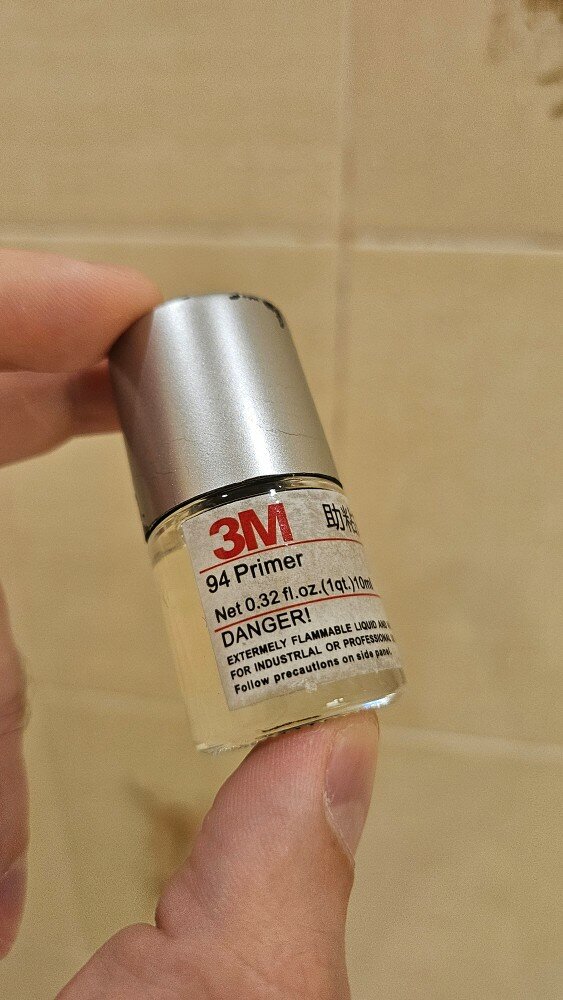 3M 助粘
94 Primer
Net 0.32 fl.oz.(1qt.)10ml
DANGER!
EXTERMELY FLAMMABLE LIQUID AND
FOR INDUSTRLAL OR PROFESSIONAL
Follow precautions on side panel.